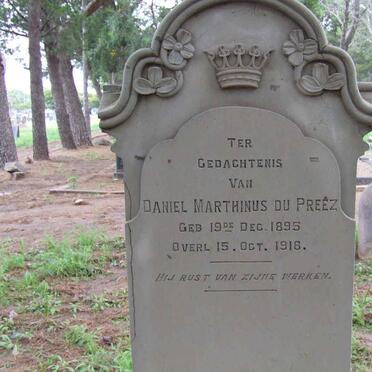 TER
GEDACHTENIS
VAN
DANIEL MARTHINUS DU PREÊZ
GEB 19DE DEC. 1895
OVERL 15. OCT. 1918.
HIJ RUST VAN ZIJNE WERKEN.